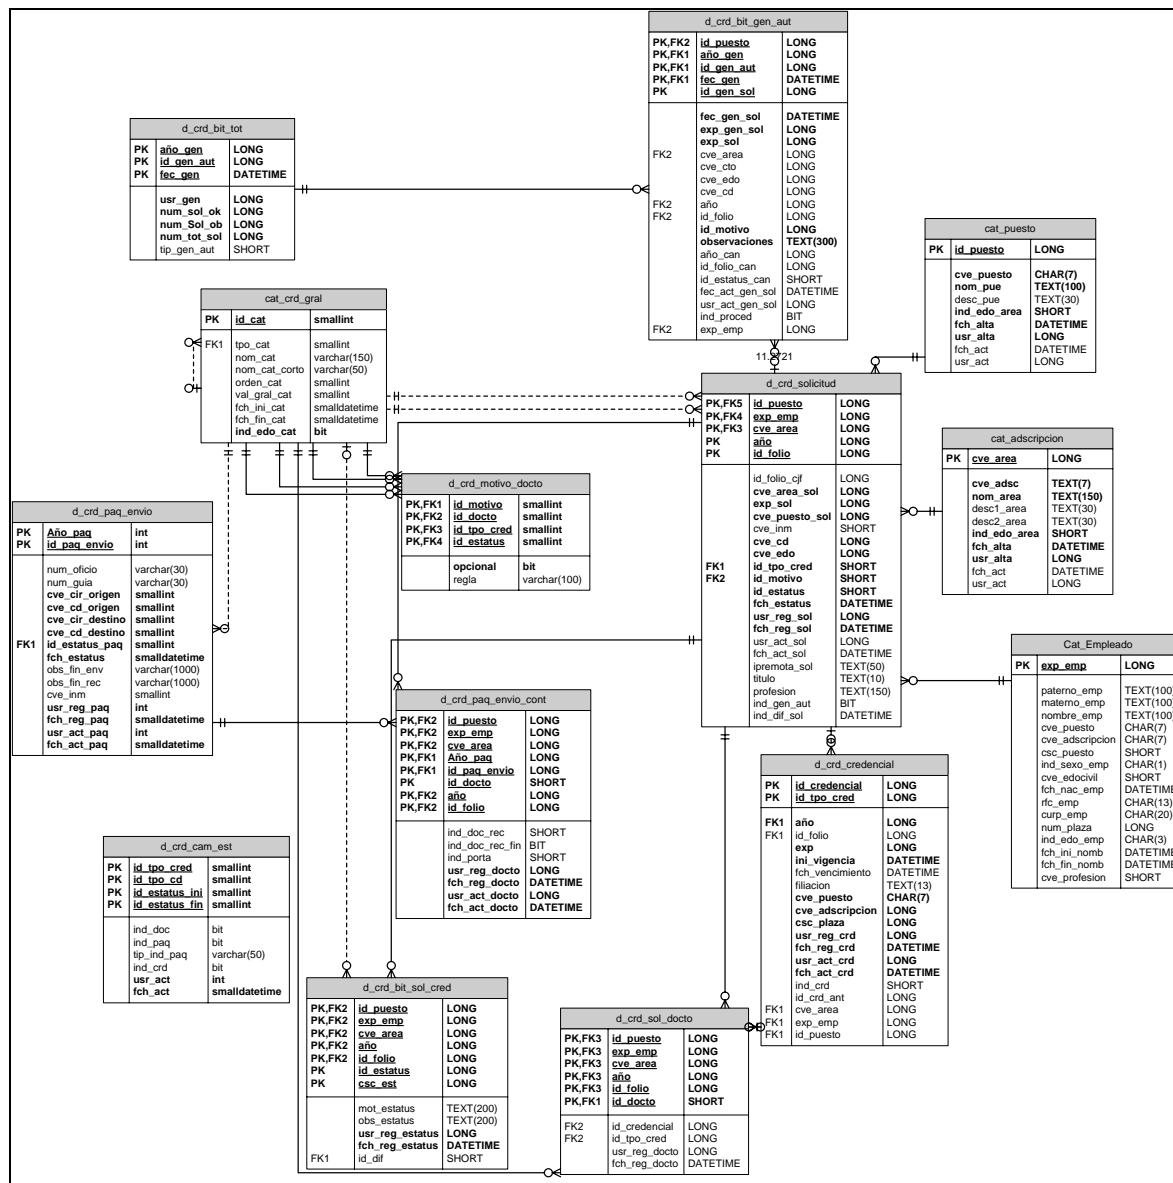 d_crd_bit_gen_aut
PK,FK2 id_puesto LONG
PK,FK1 año_gen LONG
PK,FK1 id_gen_aut LONG
PK,FK1 fec_gen DATETIME
PK id_gen_sol LONG
fec_gen_sol DATETIME
exp_gen_sol LONG
exp_sol LONG
FK2 cve_area LONG
cve_cto LONG
cve_edo LONG
cve_cd LONG
FK2 año LONG
FK2 id_folio LONG
id_motivo LONG
observaciones TEXT(300)
año_can LONG
id_folio_can LONG
id_estatus_can SHORT
fec_act_gen_sol DATETIME
usr_act_gen_sol LONG
ind_proced BIT
FK2 exp_emp LONG
d_crd_bit_tot
PK año_gen LONG
PK id_gen_aut LONG
PK fec_gen DATETIME
usr_gen LONG
num_sol_ok LONG
num_Sol_ob LONG
num_tot_sol LONG
tip_gen_aut SHORT
cat_puesto
PK id_puesto LONG
cve_puesto CHAR(7)
nom_pue TEXT(100)
desc_pue TEXT(30)
ind_edo_area SHORT
fch_alta DATETIME
usr_alta LONG
fch_act DATETIME
usr_act LONG
cat_crd_gral
PK id_cat smallint
FK1 tpo_cat smallint
nom_cat varchar(150)
nom_cat_corto varchar(50)
orden_cat smallint
val_gral_cat smallint
fch_ini_cat smalldatetime
fch_fin_cat smalldatetime
ind_edo_cat bit
d_crd_solicitud
PK,FK5 id_puesto LONG
PK,FK4 exp_emp LONG
PK,FK3 cve_area LONG
PK año LONG
PK id_folio LONG
id_folio_cjf LONG
cve_area_sol LONG
exp_sol LONG
cve_puesto_sol LONG
cve_inm SHORT
cve_cd LONG
cve_edo LONG
FK1 id_tpo_cred SHORT
FK2 id_motivo SHORT
id_estatus SHORT
fch_estatus DATETIME
usr_reg_sol LONG
fch_reg_sol DATETIME
usr_act_sol LONG
fch_act_sol DATETIME
ipremota_sol TEXT(50)
titulo TEXT(10)
profesion TEXT(150)
ind_gen_aut BIT
ind_dif_sol DATETIME
cat_adscripcion
PK cve_area LONG
cve_adsc TEXT(7)
nom_area TEXT(150)
desc1_area TEXT(30)
desc2_area TEXT(30)
ind_edo_area SHORT
fch_alta DATETIME
usr_alta LONG
fch_act DATETIME
usr_act LONG
d_crd_motivo_docto
PK,FK1 id_motivo smallint
PK,FK2 id_docto smallint
PK,FK3 id_tpo_cred smallint
PK,FK4 id_estatus smallint
opcional bit
regla varchar(100)
d_crd_paq_envio
PK Año_paq int
PK id_paq_envio int
num_oficio varchar(30)
num_guia varchar(30)
cve_cir_origen smallint
cve_cd_origen smallint
cve_cir_destino smallint
cve_cd_destino smallint
FK1 id_estatus_paq smallint
fch_estatus smalldatetime
obs_fin_env varchar(1000)
obs_fin_rec varchar(1000)
cve_inm smallint
usr_reg_paq int
fch_reg_paq smalldatetime
usr_act_paq int
fch_act_paq smalldatetime
Cat_Empleado
PK exp_emp LONG
paterno_emp TEXT(100)
materno_emp TEXT(100)
nombre_emp TEXT(100)
cve_puesto CHAR(7)
cve_adscripcion CHAR(7)
csc_puesto SHORT
ind_sexo_emp CHAR(1)
cve_edocivil SHORT
fch_nac_emp DATETIME
rfc_emp CHAR(13)
curp_emp CHAR(20)
num_plaza LONG
ind_edo_emp CHAR(3)
fch_ini_nomb DATETIME
fch_fin_nomb DATETIME
cve_profesion SHORT
d_crd_paq_envio_cont
PK,FK2 id_puesto LONG
PK,FK2 exp_emp LONG
PK,FK2 cve_area LONG
PK,FK1 Año_paq LONG
PK,FK1 id_paq_envio LONG
PK id_docto SHORT
PK,FK2 año LONG
PK,FK2 id_folio LONG
ind_doc_rec SHORT
ind_doc_rec_fin BIT
ind_porta SHORT
usr_reg_docto LONG
fch_reg_docto DATETIME
usr_act_docto LONG
fch_act_docto DATETIME
d_crd_credencial
PK id_credencial LONG
PK id_tpo_cred LONG
FK1 año LONG
FK1 id_folio LONG
exp LONG
ini_vigencia DATETIME
fch_vencimiento DATETIME
filiacion TEXT(13)
cve_puesto CHAR(7)
cve_adscripcion LONG
csc_plaza LONG
usr_reg_crd LONG
fch_reg_crd DATETIME
usr_act_crd LONG
fch_act_crd DATETIME
ind_crd SHORT
id_crd_ant LONG
FK1 cve_area LONG
FK1 exp_emp LONG
FK1 id_puesto LONG
d_crd_cam_est
PK id_tpo_cred smallint
PK id_tpo_cd smallint
PK id_estatus_ini smallint
PK id_estatus_fin smallint
ind_doc bit
ind_paq bit
tip_ind_paq varchar(50)
ind_crd bit
usr_act int
fch_act smalldatetime
d_crd_bit_sol_cred
PK,FK2 id_puesto LONG
PK,FK2 exp_emp LONG
PK,FK2 cve_area LONG
PK,FK2 año LONG
PK,FK2 id_folio LONG
PK id_estatus LONG
PK csc_est LONG
mot_estatus TEXT(200)
obs_estatus TEXT(200)
usr_reg_estatus LONG
fch_reg_estatus DATETIME
FK1 id_dif SHORT
d_crd_sol_docto
PK,FK3 id_puesto LONG
PK,FK3 exp_emp LONG
PK,FK3 cve_area LONG
PK,FK3 año LONG
PK,FK3 id_folio LONG
PK,FK1 id_docto SHORT
FK2 id_credencial LONG
FK2 id_tpo_cred LONG
usr_reg_docto LONG
fch_reg_docto DATETIME